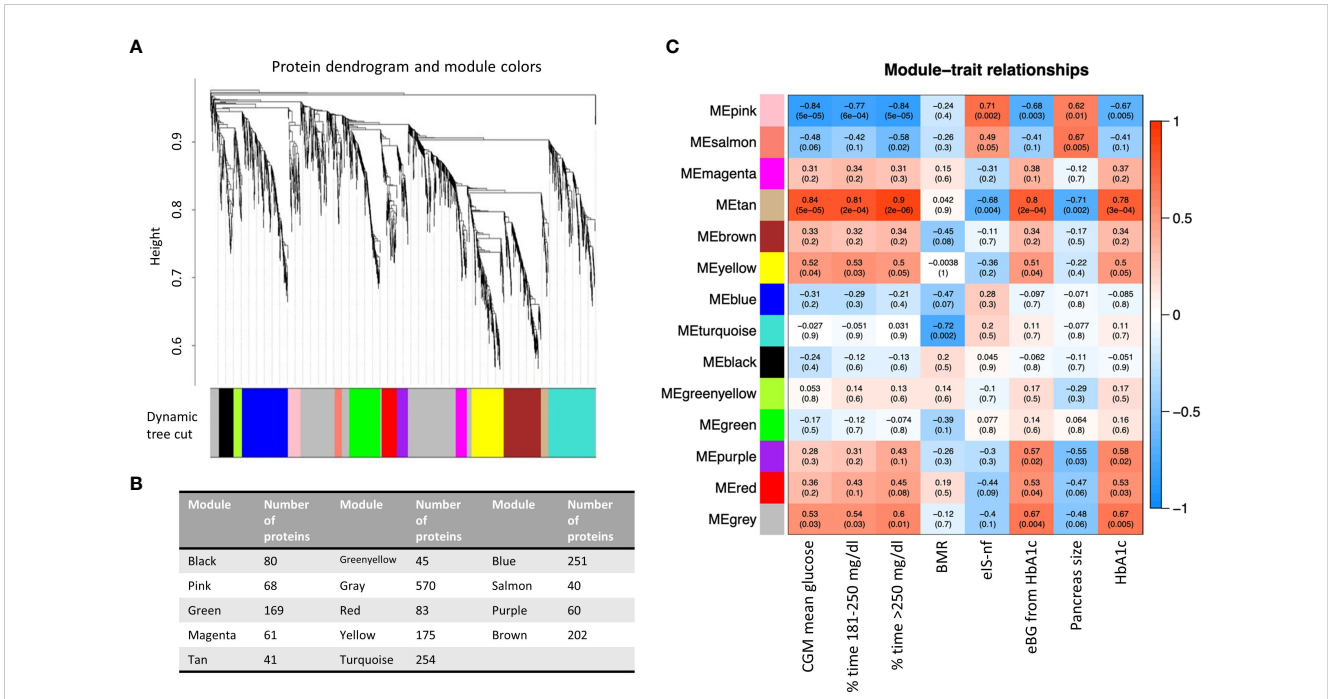 A
Protein dendrogram and module colors
Height
0.9
0.8
0.7
0.6
Dynamic
tree cut
B
Module Number of proteins Module Number of proteins Module Number of proteins
Black 80 Greenyellow 45 Blue 251
Pink 68 Gray 570 Salmon 40
Green 169 Red 83 Purple 60
Magenta 61 Yellow 175 Brown 202
Tan 41 Turquoise 254
C
Module–trait relationships
MEpink −0.84 −0.77 −0.84 −0.24 0.71 −0.68 0.62 −0.67
(5e−05) (6e−04) (5e−05) (0.4) (0.002) (0.003) (0.01) (0.005)
MEsalmon −0.48 −0.42 −0.58 −0.26 0.49 −0.41 0.67 −0.41
(0.06) (0.1) (0.02) (0.3) (0.05) (0.1) (0.005) (0.1)
MEmagenta 0.31 0.34 0.31 0.15 −0.31 0.38 −0.12 0.37
(0.2) (0.2) (0.3) (0.6) (0.2) (0.1) (0.7) (0.2)
MEtan 0.84 0.81 0.9 0.042 −0.68 0.8 −0.71 0.78
(5e−05) (2e−04) (2e−06) (0.9) (0.004) (2e−04) (0.002) (3e−04)
MEbrown 0.33 0.32 0.34 −0.45 −0.11 0.34 −0.17 0.34
(0.2) (0.2) (0.2) (0.08) (0.7) (0.2) (0.5) (0.2)
MEyellow 0.52 0.53 0.5 −0.0038 −0.36 0.51 −0.22 0.5
(0.04) (0.03) (0.05) (1) (0.2) (0.04) (0.4) (0.05)
MEblue −0.31 −0.29 −0.21 −0.47 0.28 −0.097 −0.071 −0.085
(0.2) (0.3) (0.4) (0.07) (0.3) (0.7) (0.8) (0.8)
MEturquoise −0.027 −0.051 0.031 −0.72 0.2 0.11 −0.077 0.11
(0.9) (0.9) (0.9) (0.002) (0.5) (0.7) (0.8) (0.7)
MEblack −0.24 −0.12 −0.13 0.2 0.045 −0.062 −0.11 −0.051
(0.4) (0.6) (0.6) (0.5) (0.9) (0.8) (0.7) (0.9)
MEgreenyellow 0.053 0.14 0.13 0.14 −0.1 0.17 −0.29 0.17
(0.8) (0.6) (0.6) (0.6) (0.7) (0.5) (0.3) (0.5)
MEgreen −0.17 −0.12 −0.074 −0.39 0.077 0.14 0.064 0.16
(0.5) (0.7) (0.8) (0.1) (0.8) (0.6) (0.8) (0.6)
MEpurple 0.28 0.31 0.43 −0.26 −0.3 0.57 −0.55 0.58
(0.3) (0.2) (0.1) (0.3) (0.3) (0.02) (0.03) (0.02)
MEred 0.36 0.43 0.45 0.19 −0.44 0.53 −0.47 0.53
(0.2) (0.1) (0.08) (0.5) (0.09) (0.04) (0.06) (0.03)
MEgrey 0.53 0.54 0.6 −0.12 −0.4 0.67 −0.48 0.67
(0.03) (0.03) (0.01) (0.7) (0.1) (0.004) (0.06) (0.005)
CGM mean glucose
% time 181-250 mg/dl
% time >250 mg/dl
BMR
eIS-nf
eBG from HbA1c
Pancreas size
HbA1c
1
0.5
0
−0.5
−1